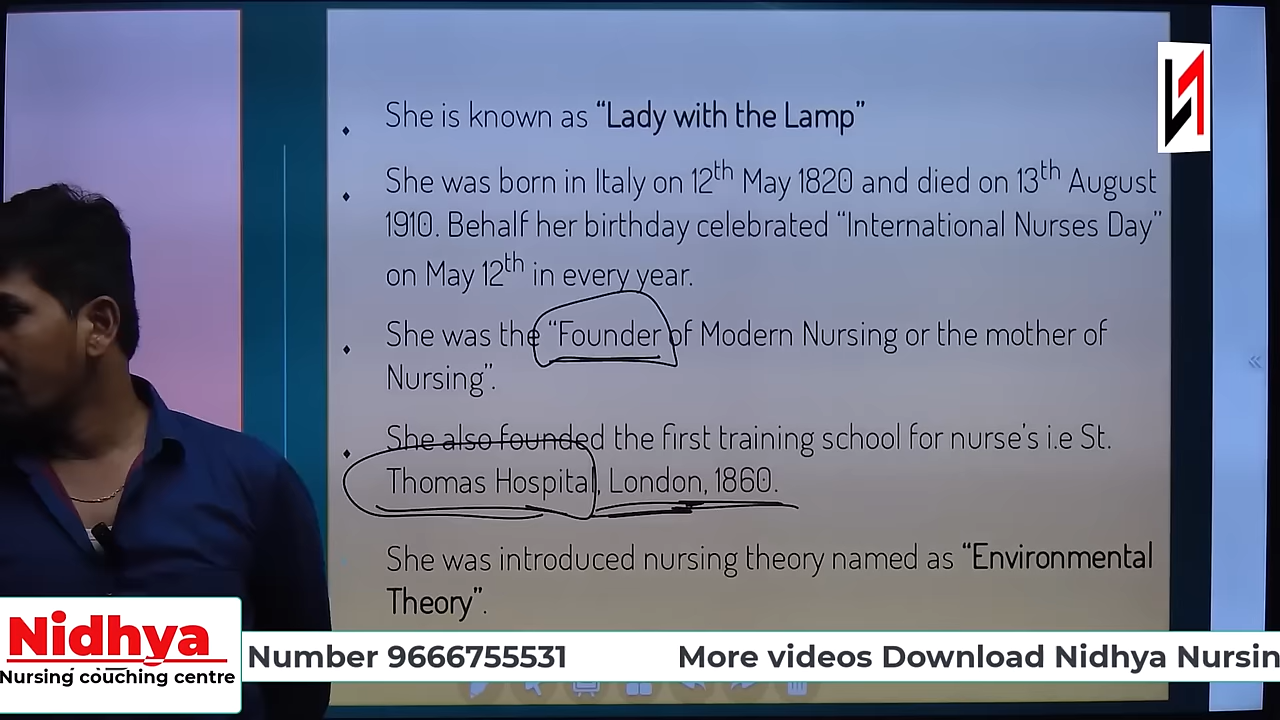 She is known as “Lady with the Lamp”
She was born in Italy on 12th May 1820 and died on 13th August
1910. Behalf her birthday celebrated “International Nurses Day”
on May 12th in every year.
She was the “Founder of Modern Nursing or the mother of
Nursing”.
She also founded the first training school for nurse's i.e St.
Thomas Hospital, London, 1860.
She was introduced nursing theory named as “Environmental
Theory”.
Nidhya
Nursing couching centre
Number 9666755531 More videos Download Nidhya Nursin